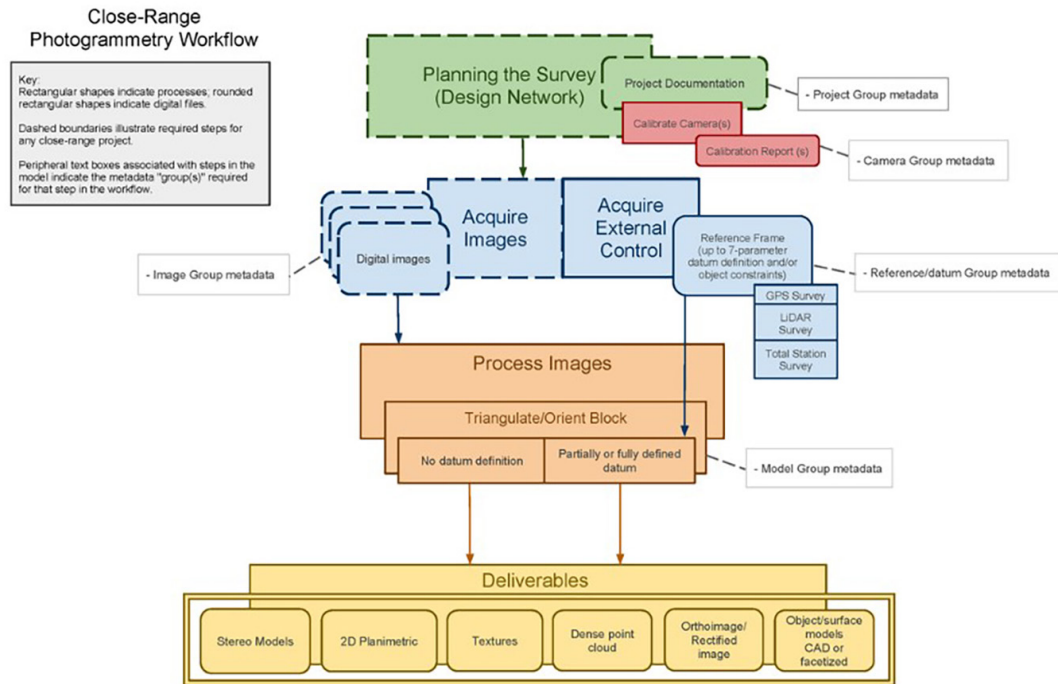 Close-Range
Photogrammetry Workflow
Key:
Rectangular shapes indicate processes; rounded
rectangular shapes indicate digital files.
Dashed boundaries illustrate required steps for
any close-range project.
Peripheral text boxes associated with steps in the
model indicate the metadata "group(s)" required
for that step in the workflow.
Planning the Survey
(Design Network)
Project Documentation
- Project Group metadata
Calibrate Camera(s)
Calibration Report (s)
- Camera Group metadata
Acquire
Images
Acquire
External
Control
Digital images
- Image Group metadata
Reference Frame
(up to 7-parameter
datum definition and/or
object constraints)
- Reference/datum Group metadata
GPS Survey
LiDAR
Survey
Total Station
Survey
Process Images
Triangulate/Orient Block
No datum definition
Partially or fully defined
datum
- Model Group metadata
Deliverables
Stereo Models
2D Planimetric
Textures
Dense point
cloud
Orthoimage/
Rectified
image
Object/surface
models
CAD or
facetized